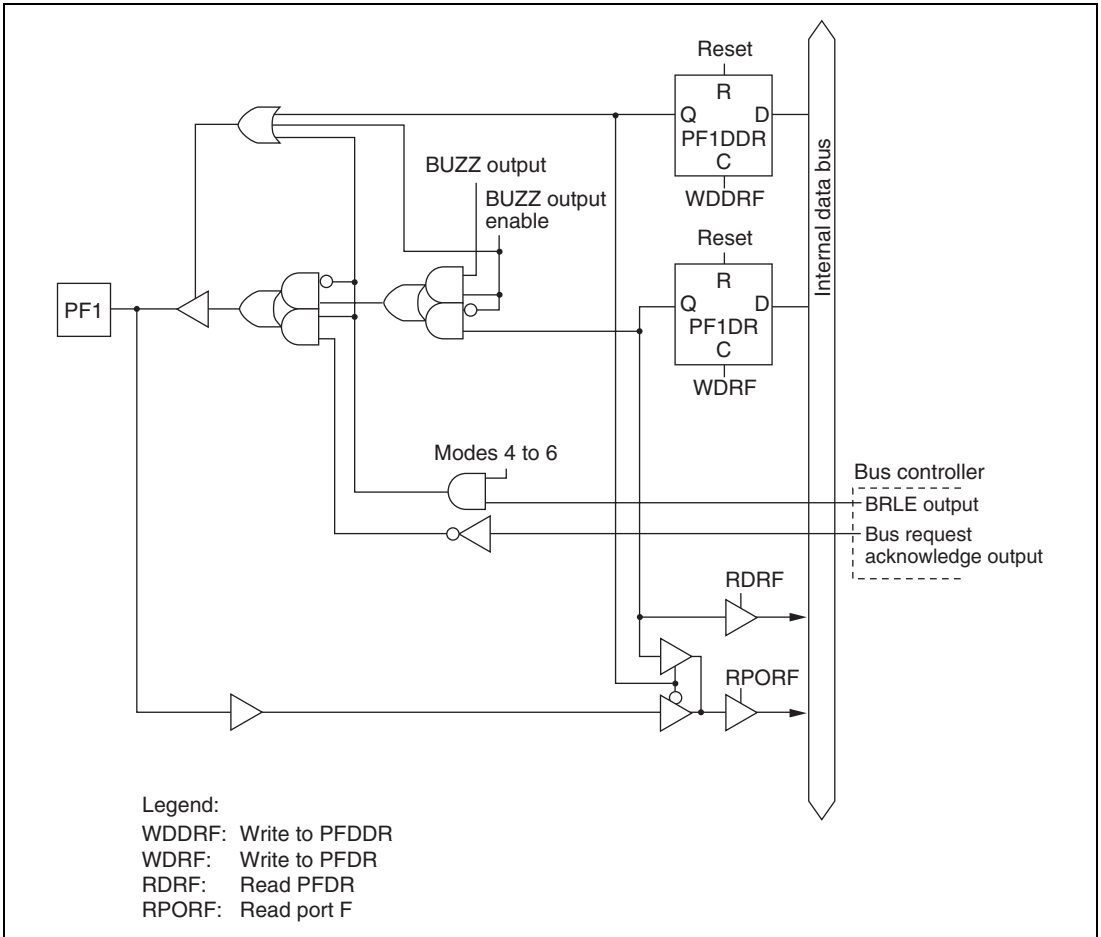 Reset
R
Q D
PF1DDR
C
WDDRF
BUZZ output
BUZZ output
enable
Internal data bus
Reset
R
Q D
PF1DR
C
WDRF
PF1
Modes 4 to 6
Bus controller
BRLE output
Bus request
acknowledge output
RDRF
RPORF
Legend:
WDDRF: Write to PFDDR
WDRF: Write to PFDR
RDRF: Read PFDR
RPORF: Read port F